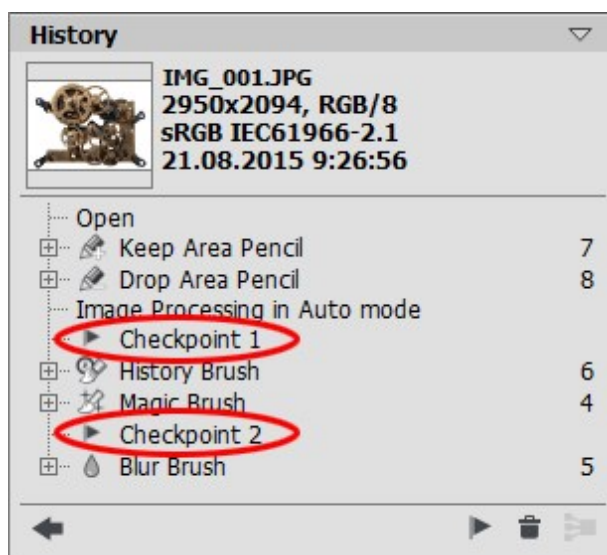 History
IMG_001.JPG
2950x2094, RGB/8
sRGB IEC61966-2.1
21.08.2015 9:26:56
Open
Keep Area Pencil 7
Drop Area Pencil 8
Image Processing in Auto mode
Checkpoint 1
History Brush 6
Magic Brush 4
Checkpoint 2
Blur Brush 5